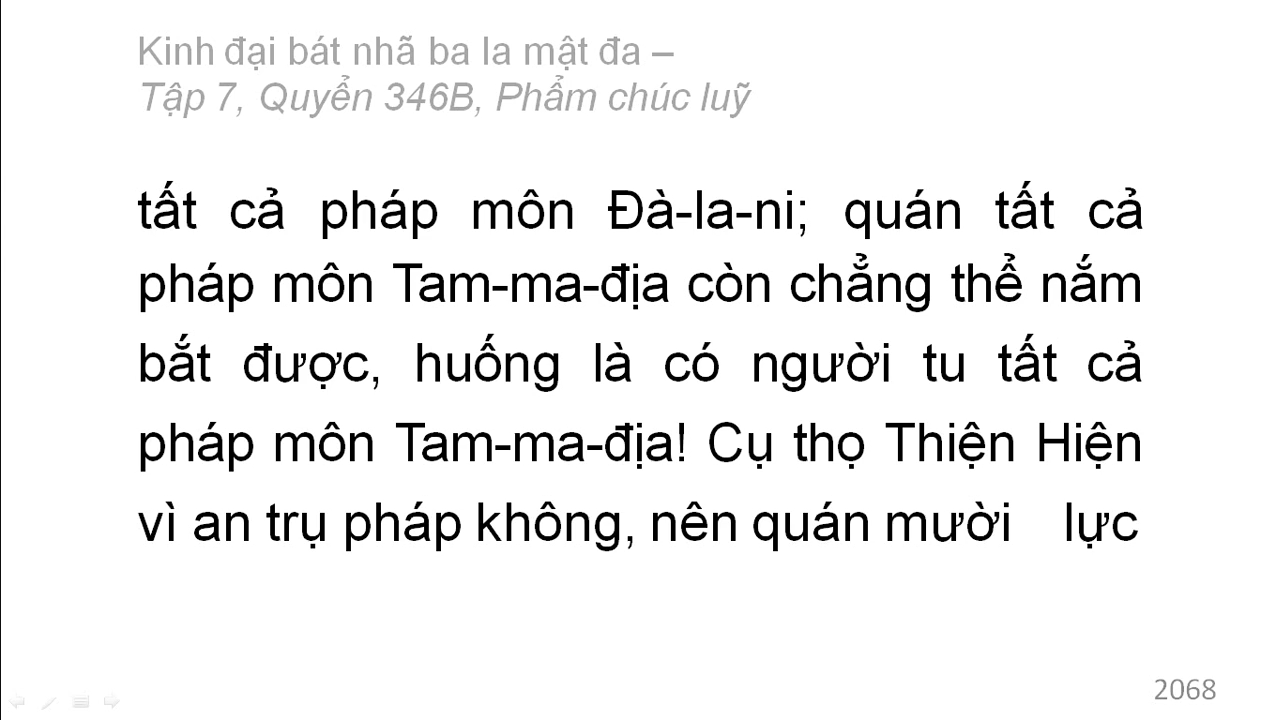 Kinh đại bát nhã ba la mật đa –
Tập 7, Quyển 346B, Phẩm chúc luỹ
tất cả pháp môn Đà-la-ni; quán tất cả
pháp môn Tam-ma-địa còn chẳng thể nắm
bắt được, huống là có người tu tất cả
pháp môn Tam-ma-địa! Cụ thọ Thiện Hiện
vì an trụ pháp không, nên quán mười lực
2068